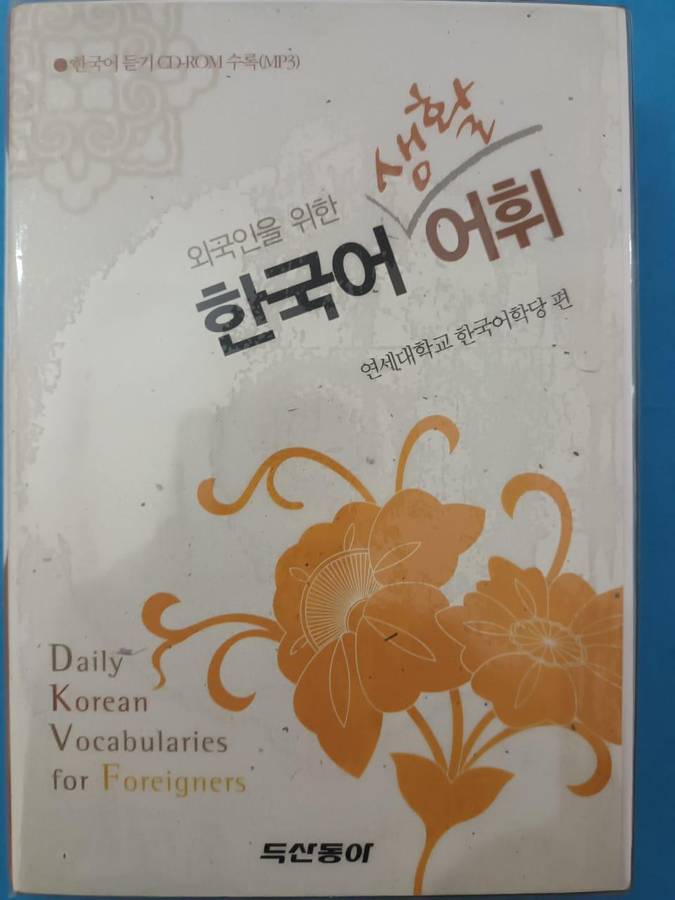 ●한국어 듣기 CD-ROM 수록(MP3)
외국인을 위한
한국어 생활 어휘
연세대학교 한국어학당 편
Daily
Korean
Vocabularies
for Foreigners
두산동아